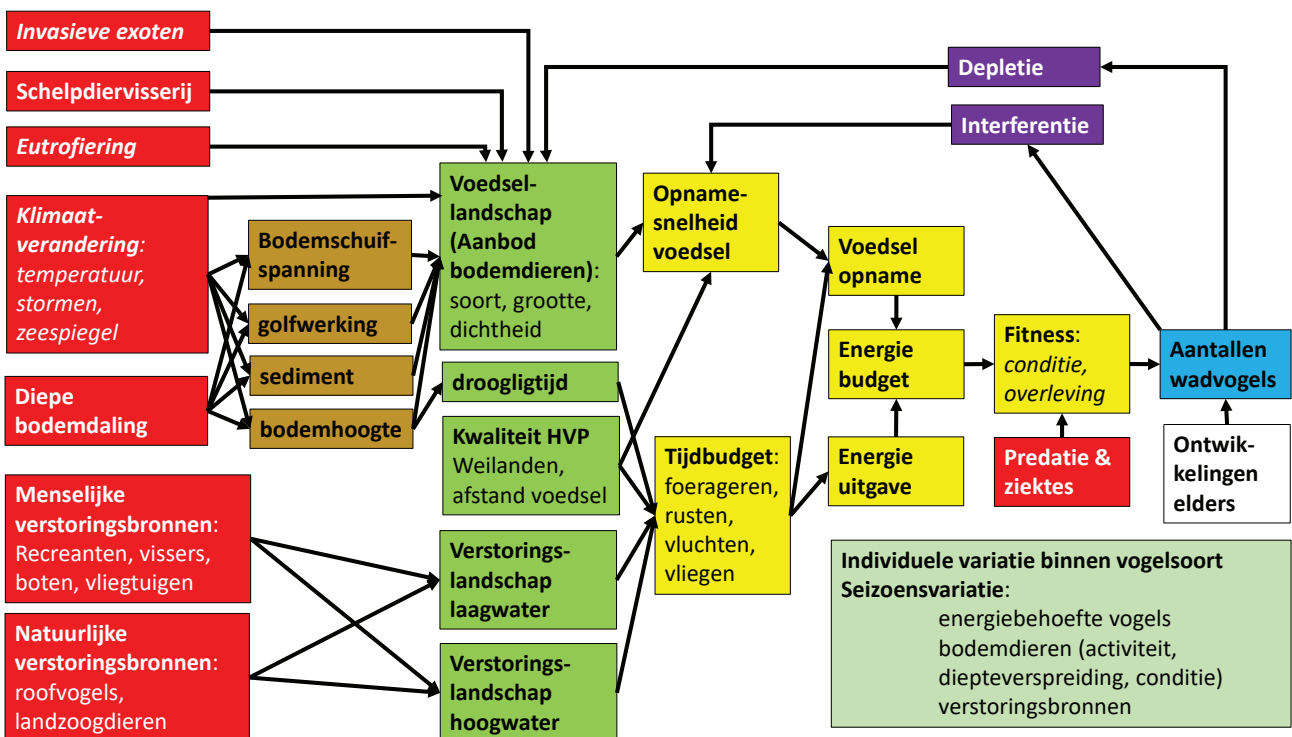 Invasieve exoten
Schelpdiervisserij
Eutrofiering
Klimaat-
verandering:
temperatuur,
stormen,
zeespiegel
Diepe
bodemdaling
Menselijke
verstoringsbronnen:
Recreanten, vissers,
boten, vliegtuigen
Natuurlijke
verstoringsbronnen:
roofvogels,
landzoogdieren
Bodemschuif-
spanning
golfwerking
sediment
bodemhoogte
Voedsel-
landschap
(Aanbod
bodemdieren):
soort, grootte,
dichtheid
droogligtijd
Kwaliteit HVP
Weilanden,
afstand voedsel
Verstorings-
landschap
laagwater
Verstorings-
landschap
hoogwater
Opname-
snelheid
voedsel
Tijdbudget:
foerageren,
rusten,
vluchten,
vliegen
Voedsel
opname
Energie
budget
Energie
uitgave
Depletie
Interferentie
Fitness:
conditie,
overleving
Predatie &
ziektes
Aantallen
wadvogels
Ontwik-
kelingen
elders
Individuele variatie binnen vogelsoort
Seizoensvariatie:
energiebehoefte vogels
bodemdieren (activiteit,
diepteverspreiding, conditie)
verstoringsbronnen